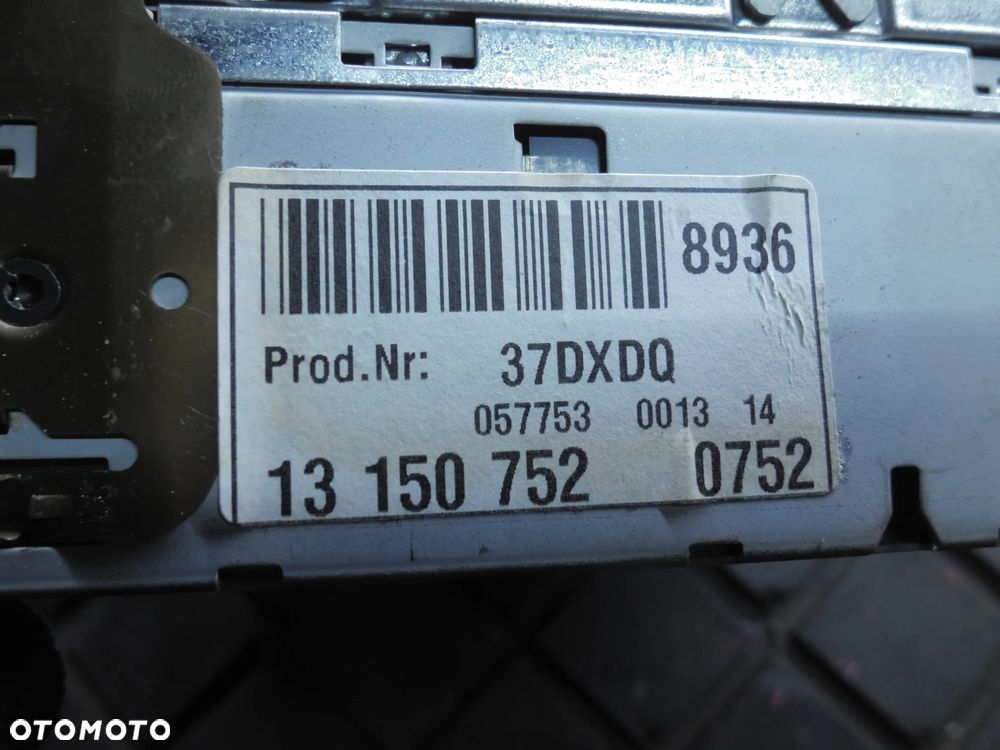 8936
Prod.Nr: 37DXDQ
057753 0013 14
13 150 752 0752
OTOMOTO